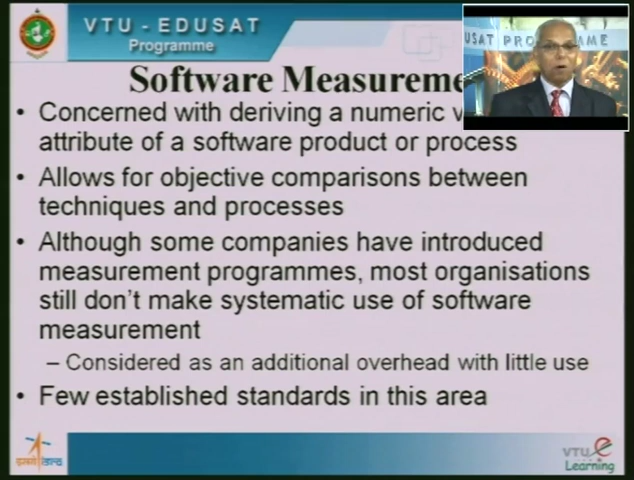 VTU - EDUSAT
Programme
USAT PROGRAMME
Software Measureme
• Concerned with deriving a numeric v
attribute of a software product or process
• Allows for objective comparisons between
techniques and processes
• Although some companies have introduced
measurement programmes, most organisations
still don't make systematic use of software
measurement
– Considered as an additional overhead with little use
• Few established standards in this area
VTU e
Learning